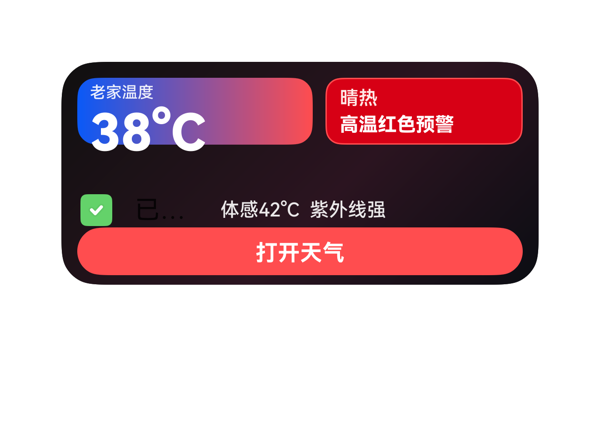 老家温度
38°C
晴热
高温红色预警
已...
体感42°C 紫外线强
打开天气